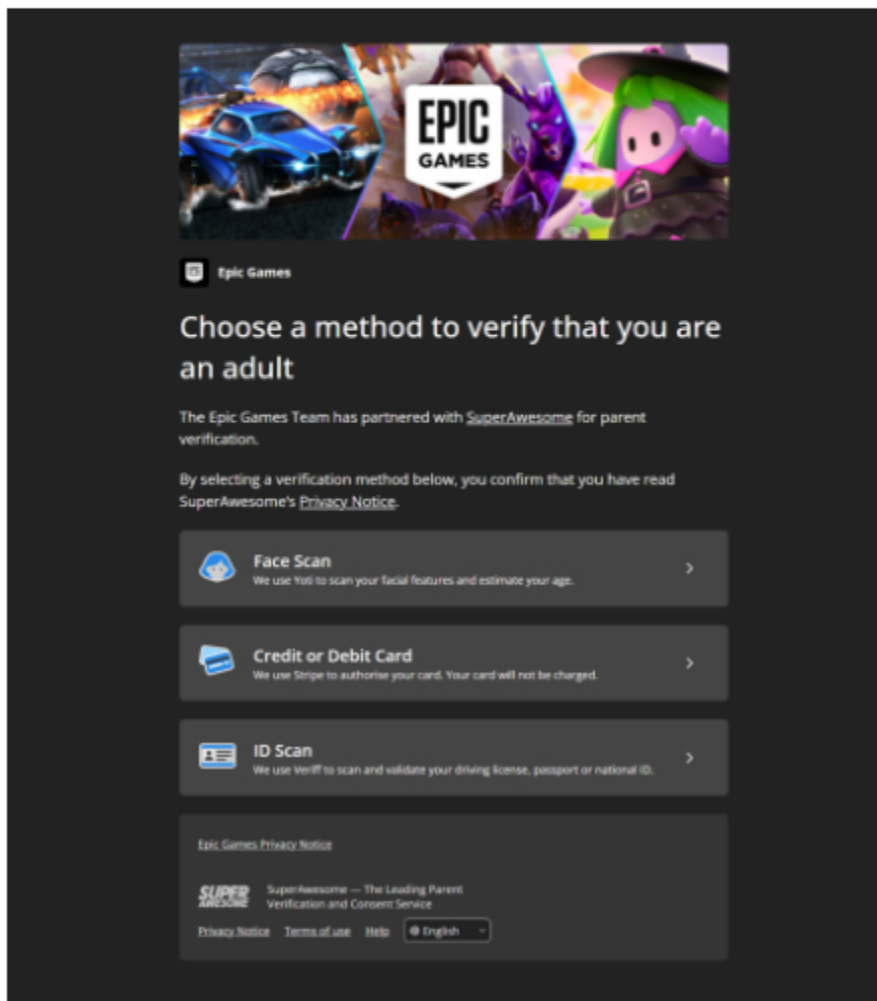 EPIC
GAMES
Epic Games
Choose a method to verify that you are
an adult
The Epic Games Team has partnered with SuperAwesome for parent
verification.
By selecting a verification method below, you confirm that you have read
SuperAwesome's Privacy Notice.
Face Scan
We use Yoti to scan your facial features and estimate your age.
Credit or Debit Card
We use Stripe to authorise your card. Your card will not be charged.
ID Scan
We use Veriff to scan and validate your driving license, passport or national ID.
Epic Games Privacy Notice
SUPER
AWESOME
SuperAwesome — The Leading Parent
Verification and Consent Service
Privacy Notice Terms of use Help English